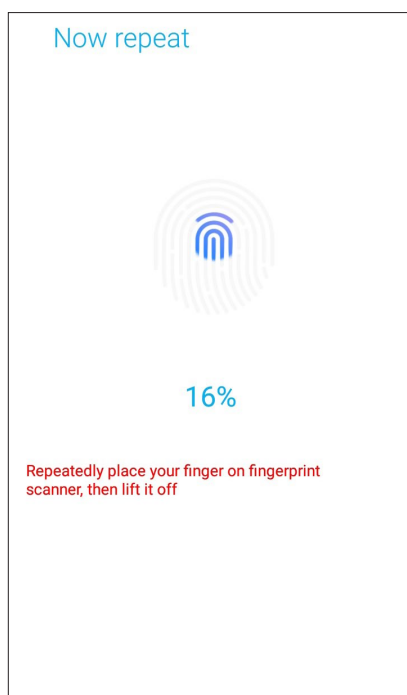 Now repeat
16%
Repeatedly place your finger on fingerprint
scanner, then lift it off